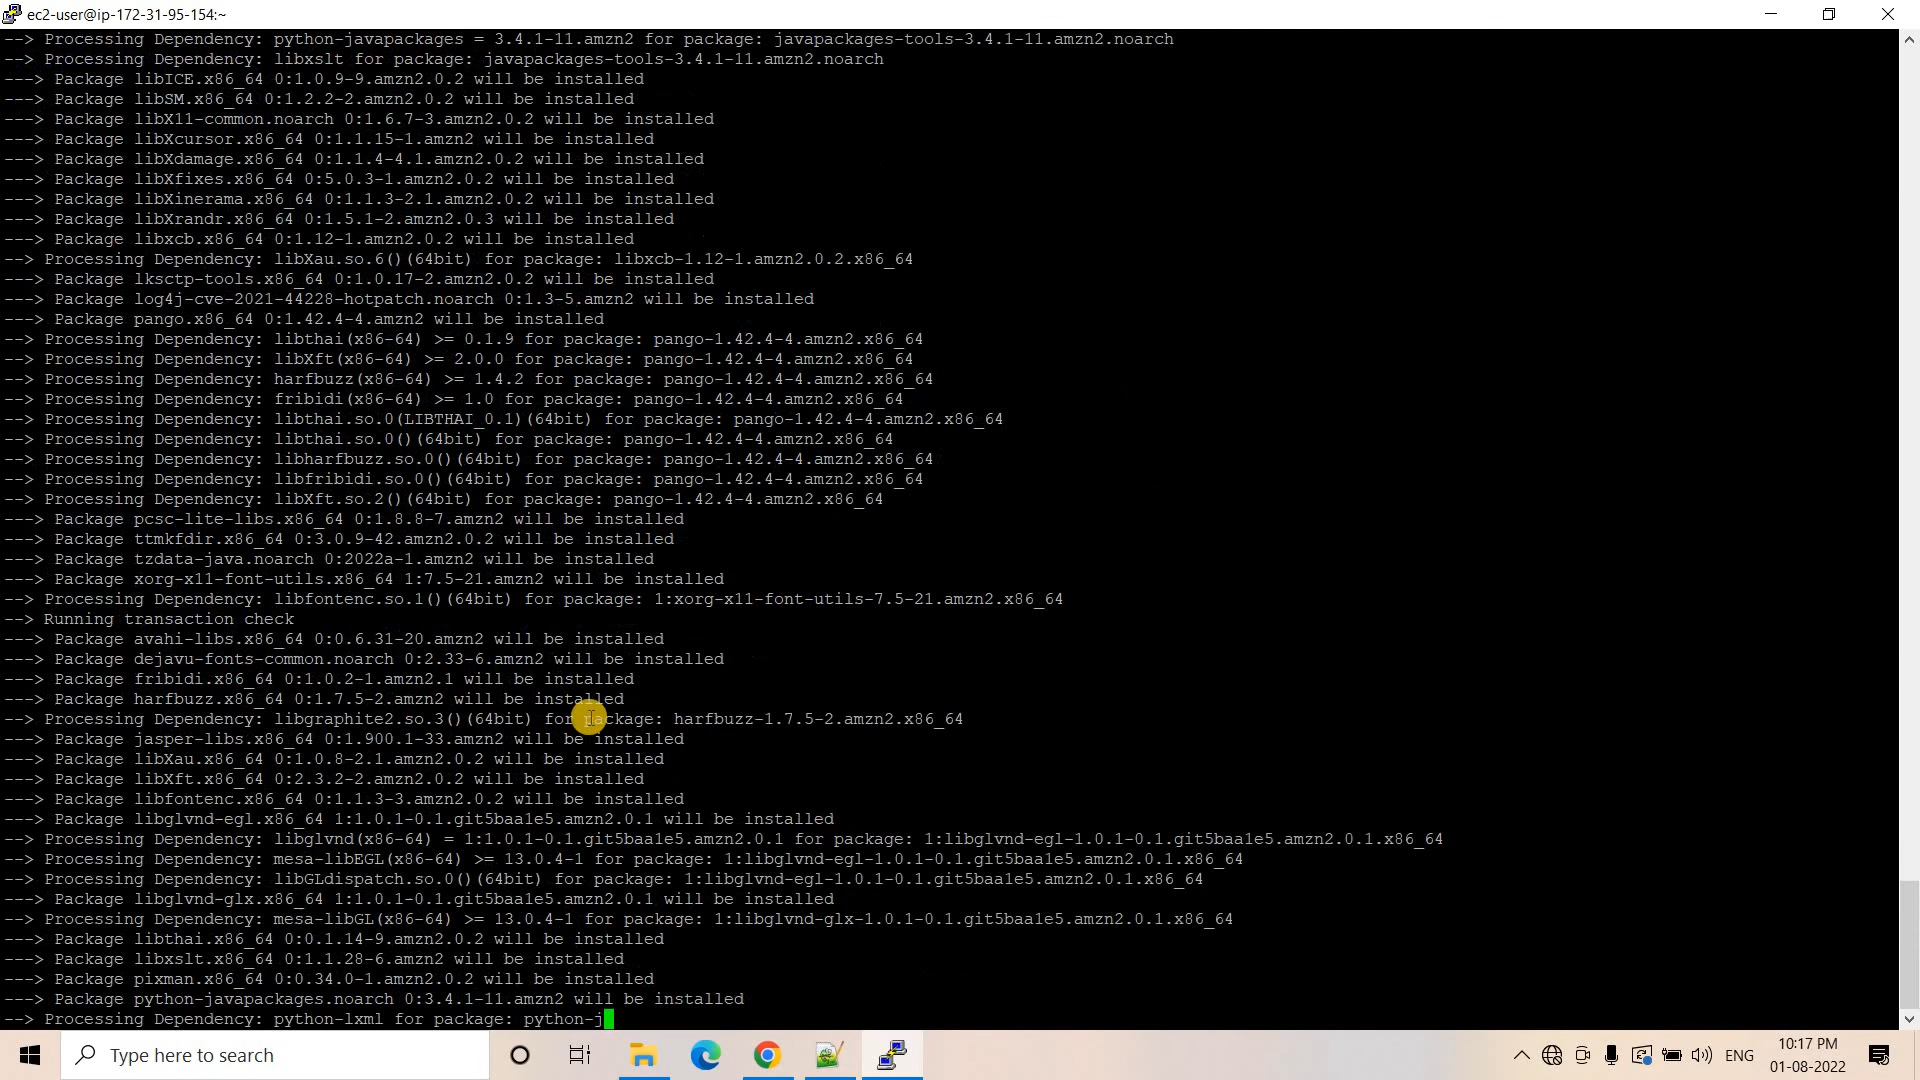 ec2-user@ip-172-31-95-154:~
--> Processing Dependency: python-javapackages = 3.4.1-11.amzn2 for package: javapackages-tools-3.4.1-11.amzn2.noarch
--> Processing Dependency: libxslt for package: javapackages-tools-3.4.1-11.amzn2.noarch
---> Package libICE.x86_64 0:1.0.9-9.amzn2.0.2 will be installed
---> Package libSM.x86_64 0:1.2.2-2.amzn2.0.2 will be installed
---> Package libX11-common.noarch 0:1.6.7-3.amzn2.0.2 will be installed
---> Package libXcursor.x86_64 0:1.1.15-1.amzn2 will be installed
---> Package libXdamage.x86_64 0:1.1.4-4.1.amzn2.0.2 will be installed
---> Package libXfixes.x86_64 0:5.0.3-1.amzn2.0.2 will be installed
---> Package libXinerama.x86_64 0:1.1.3-2.1.amzn2.0.2 will be installed
---> Package libXrandr.x86_64 0:1.5.1-2.amzn2.0.3 will be installed
---> Package libxcb.x86_64 0:1.12-1.amzn2.0.2 will be installed
--> Processing Dependency: libXau.so.6()(64bit) for package: libxcb-1.12-1.amzn2.0.2.x86_64
---> Package lksctp-tools.x86_64 0:1.0.17-2.amzn2.0.2 will be installed
---> Package log4j-cve-2021-44228-hotpatch.noarch 0:1.3-5.amzn2 will be installed
---> Package pango.x86_64 0:1.42.4-4.amzn2 will be installed
--> Processing Dependency: libthai(x86-64) >= 0.1.9 for package: pango-1.42.4-4.amzn2.x86_64
--> Processing Dependency: libXft(x86-64) >= 2.0.0 for package: pango-1.42.4-4.amzn2.x86_64
--> Processing Dependency: harfbuzz(x86-64) >= 1.4.2 for package: pango-1.42.4-4.amzn2.x86_64
--> Processing Dependency: fribidi(x86-64) >= 1.0 for package: pango-1.42.4-4.amzn2.x86_64
--> Processing Dependency: libthai.so.0(LIBTHAI_0.1)(64bit) for package: pango-1.42.4-4.amzn2.x86_64
--> Processing Dependency: libthai.so.0()(64bit) for package: pango-1.42.4-4.amzn2.x86_64
--> Processing Dependency: libharfbuzz.so.0()(64bit) for package: pango-1.42.4-4.amzn2.x86_64
--> Processing Dependency: libfribidi.so.0()(64bit) for package: pango-1.42.4-4.amzn2.x86_64
--> Processing Dependency: libXft.so.2()(64bit) for package: pango-1.42.4-4.amzn2.x86_64
---> Package pcsc-lite-libs.x86_64 0:1.8.8-7.amzn2 will be installed
---> Package ttmkfdir.x86_64 0:3.0.9-42.amzn2.0.2 will be installed
---> Package tzdata-java.noarch 0:2022a-1.amzn2 will be installed
---> Package xorg-x11-font-utils.x86_64 1:7.5-21.amzn2 will be installed
--> Processing Dependency: libfontenc.so.1()(64bit) for package: 1:xorg-x11-font-utils-7.5-21.amzn2.x86_64
--> Running transaction check
---> Package avahi-libs.x86_64 0:0.6.31-20.amzn2 will be installed
---> Package dejavu-fonts-common.noarch 0:2.33-6.amzn2 will be installed
---> Package fribidi.x86_64 0:1.0.2-1.amzn2.1 will be installed
---> Package harfbuzz.x86_64 0:1.7.5-2.amzn2 will be installed
--> Processing Dependency: libgraphite2.so.3()(64bit) for package: harfbuzz-1.7.5-2.amzn2.x86_64
---> Package jasper-libs.x86_64 0:1.900.1-33.amzn2 will be installed
---> Package libXau.x86_64 0:1.0.8-2.1.amzn2.0.2 will be installed
---> Package libXft.x86_64 0:2.3.2-2.amzn2.0.2 will be installed
---> Package libfontenc.x86_64 0:1.1.3-3.amzn2.0.2 will be installed
---> Package libglvnd-egl.x86_64 1:1.0.1-0.1.git5baa1e5.amzn2.0.1 will be installed
--> Processing Dependency: libglvnd(x86-64) = 1:1.0.1-0.1.git5baa1e5.amzn2.0.1 for package: 1:libglvnd-egl-1.0.1-0.1.git5baa1e5.amzn2.0.1.x86_64
--> Processing Dependency: mesa-libEGL(x86-64) >= 13.0.4-1 for package: 1:libglvnd-egl-1.0.1-0.1.git5baa1e5.amzn2.0.1.x86_64
--> Processing Dependency: libGLdispatch.so.0()(64bit) for package: 1:libglvnd-egl-1.0.1-0.1.git5baa1e5.amzn2.0.1.x86_64
---> Package libglvnd-glx.x86_64 1:1.0.1-0.1.git5baa1e5.amzn2.0.1 will be installed
--> Processing Dependency: mesa-libGL(x86-64) >= 13.0.4-1 for package: 1:libglvnd-glx-1.0.1-0.1.git5baa1e5.amzn2.0.1.x86_64
---> Package libthai.x86_64 0:0.1.14-9.amzn2.0.2 will be installed
---> Package libxslt.x86_64 0:1.1.28-6.amzn2 will be installed
---> Package pixman.x86_64 0:0.34.0-1.amzn2.0.2 will be installed
---> Package python-javapackages.noarch 0:3.4.1-11.amzn2 will be installed
--> Processing Dependency: python-lxml for package: python-j
Type here to search
ENG
10:17 PM
01-08-2022